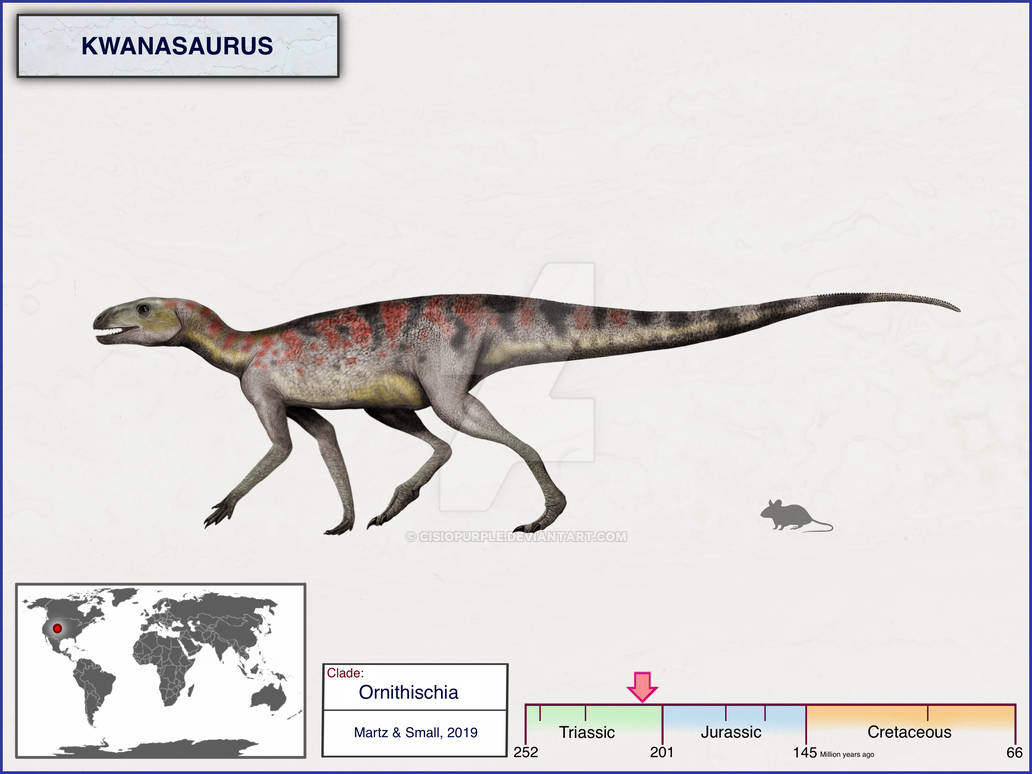 KWANASAURUS
© CISIOPURPLE.DEVIANTART.COM
Clade:
Ornithischia
Martz & Small, 2019
Triassic
Jurassic
Cretaceous
252
201
145
Million years ago
66